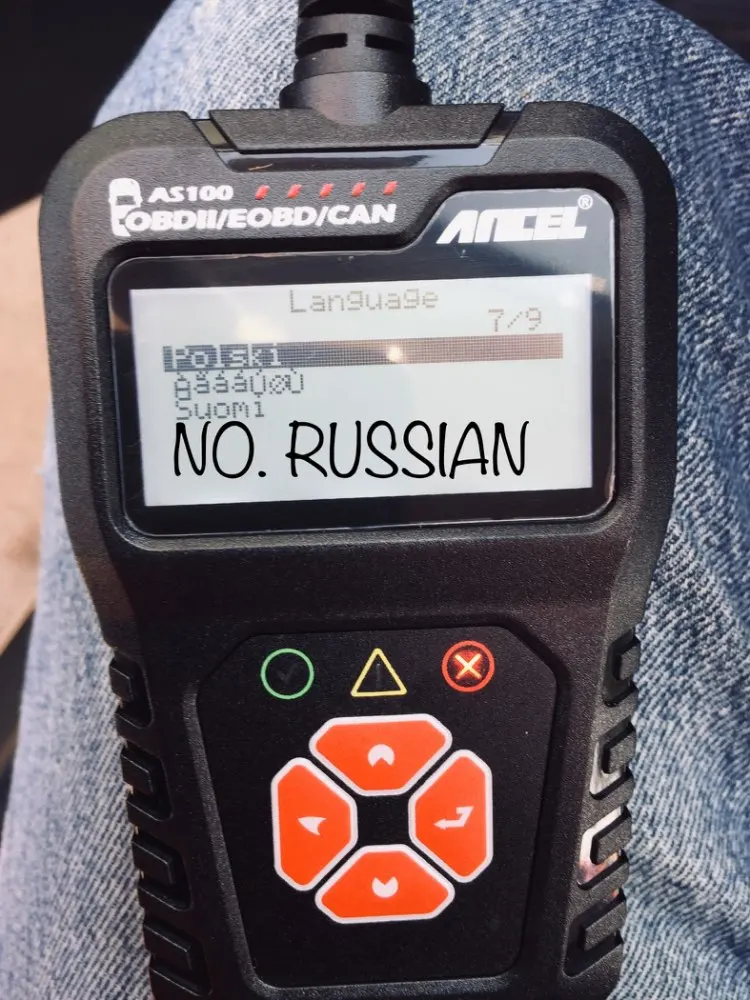 AS100
OBDII/EOBD/CAN
ANCEL®
Language
7/9
Polski
Suomi
NO. RUSSIAN